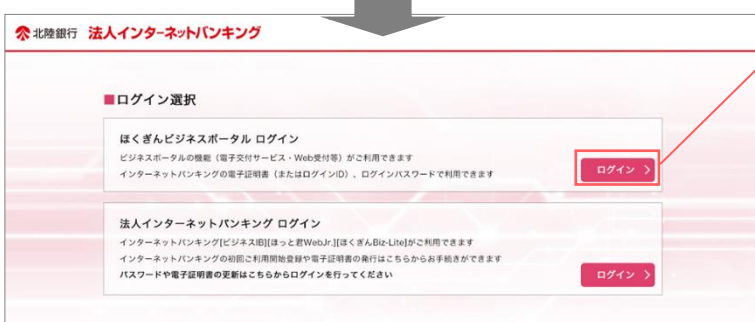 北陸銀行 法人インターネットバンキング
■ログイン選択
ほくぎんビジネスポータル ログイン
ビジネスポータルの機能（電子交付サービス・Web受付等）がご利用できます
インターネットバンキングの電子証明書（またはログインID）、ログインパスワードで利用できます
ログイン >
法人インターネットバンキング ログイン
インターネットバンキング[ビジネスIB][ほっと君WebJr.][ほくぎんBiz-Lite]がご利用できます
インターネットバンキングの初回ご利用開始登録や電子証明書の発行はこちらからお手続きができます
パスワードや電子証明書の更新はこちらからログインを行ってください
ログイン >